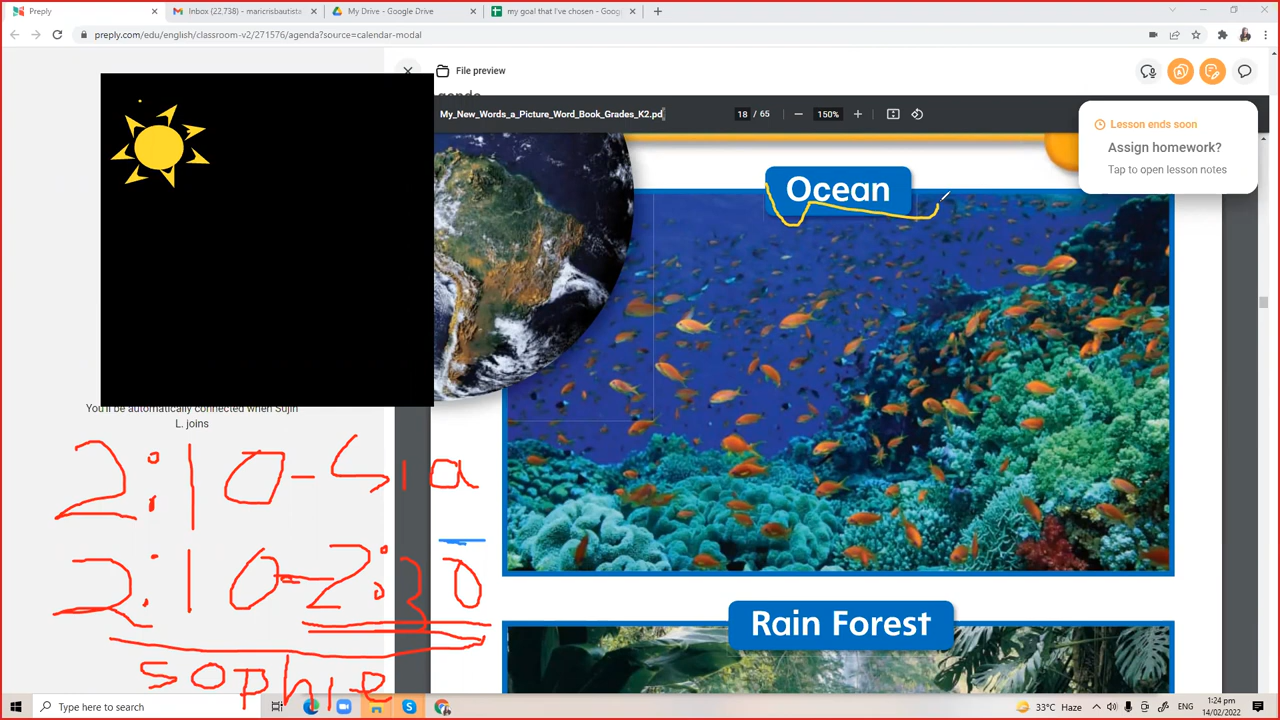 Preply
Inbox (22,738) - maricrisbautista
My Drive - Google Drive
my goal that I've chosen - Goog
preply.com/edu/english/classroom-v2/271576/agenda?source=calendar-modal
File preview
My_New_Words_a_Picture_Word_Book_Grades_K2.pd
18 / 65
150%
Lesson ends soon
Assign homework?
Tap to open lesson notes
Ocean
You'll be automatically connected when Sujin
L. joins
2:10-Sia
2:10-2:30
sophie
Rain Forest
Type here to search
33°C Haze
ENG
1:24 pm
14/02/2022